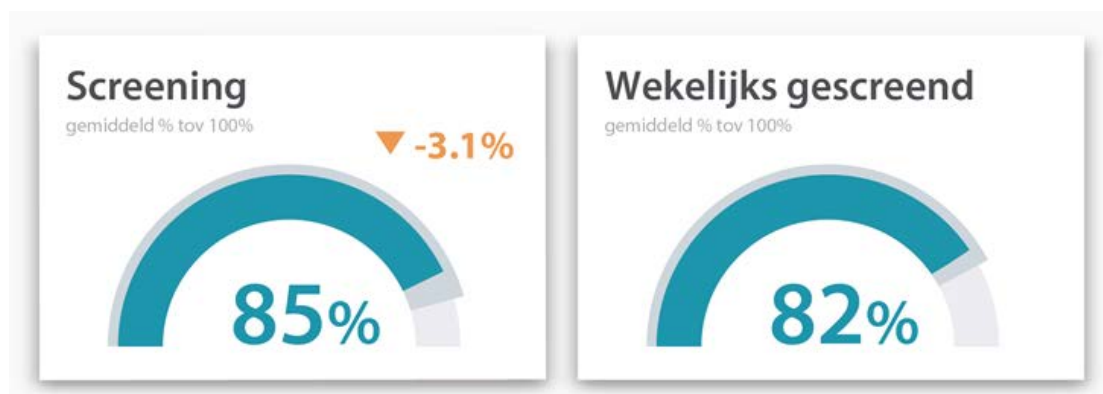 Screening
gemiddeld % tov 100%
▼ -3.1%
85%
Wekelijks gescreend
gemiddeld % tov 100%
82%